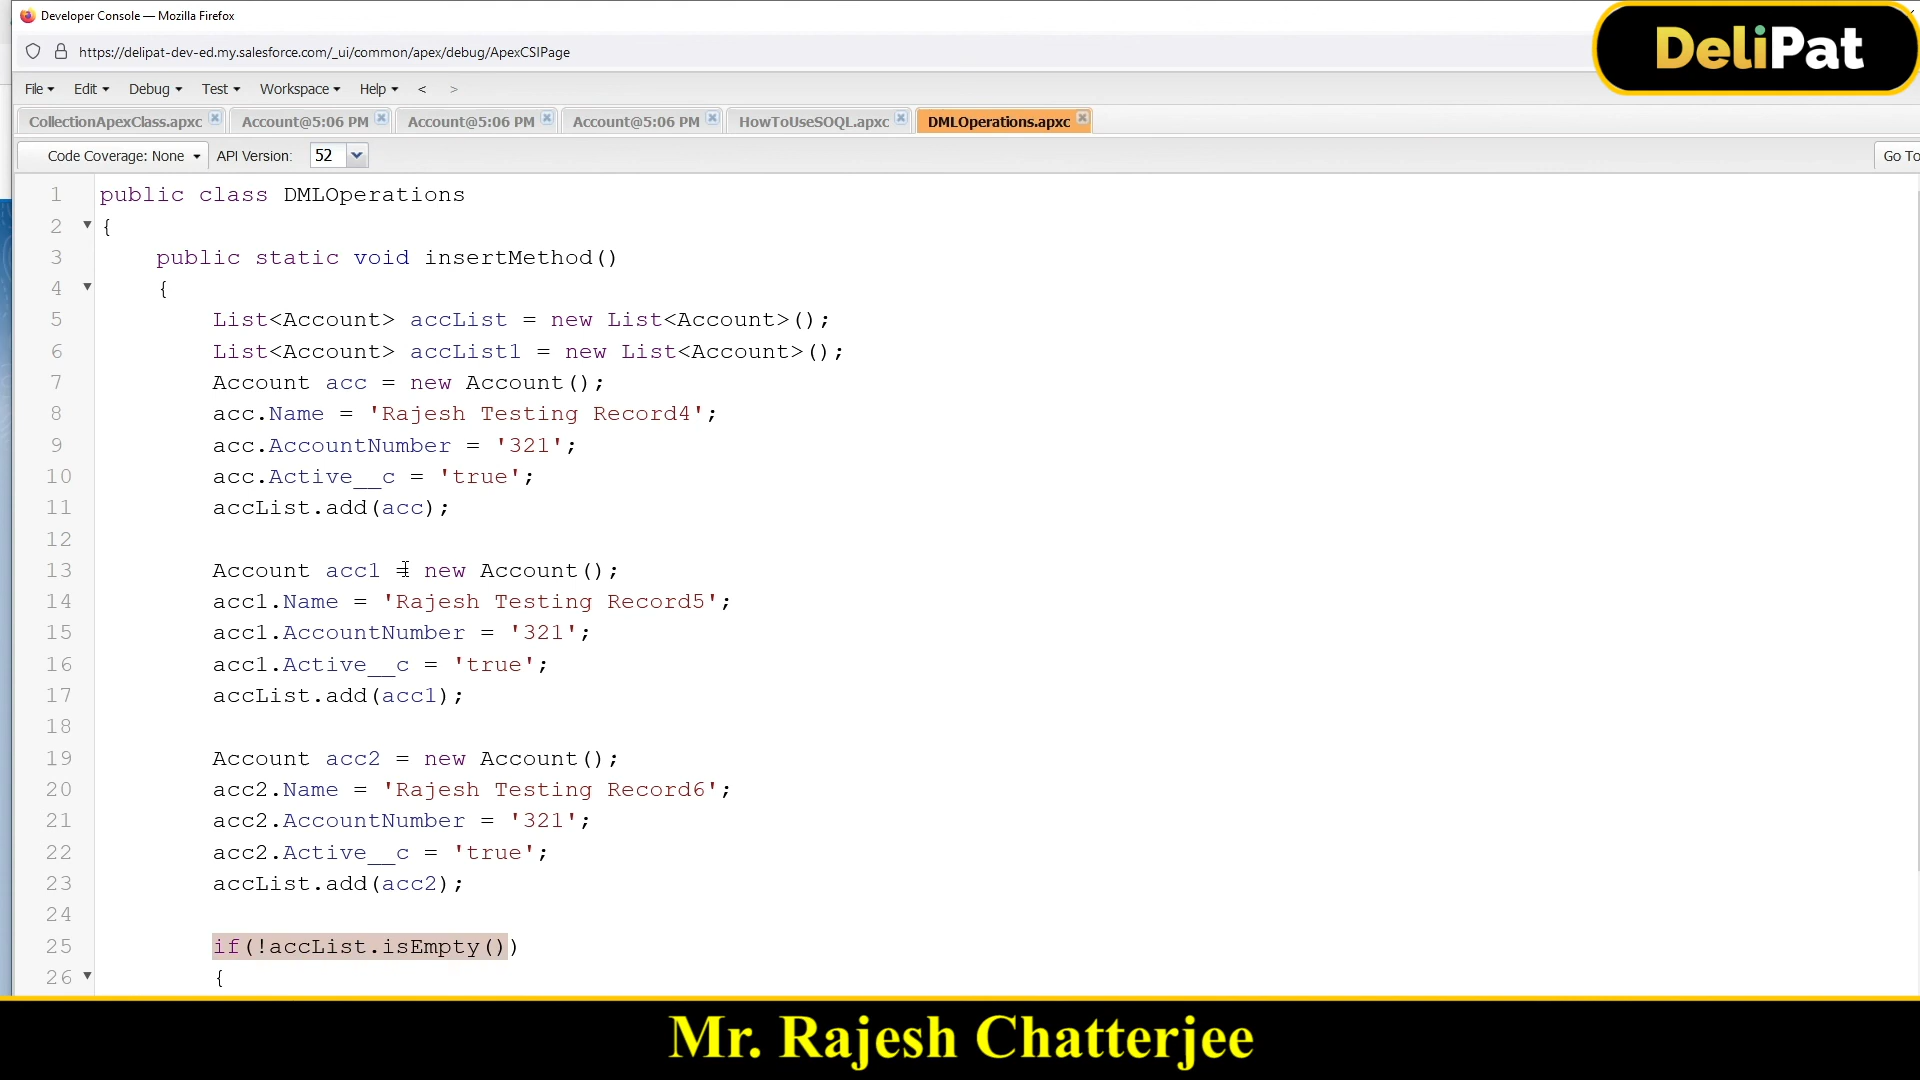 Developer Console — Mozilla Firefox
https://delipat-dev-ed.my.salesforce.com/_ui/common/apex/debug/ApexCSIPage
DeliPat
File Edit Debug Test Workspace Help < >
CollectionApexClass.apxc Account@5:06 PM Account@5:06 PM Account@5:06 PM HowToUseSOQL.apxc DMLOperations.apxc
Code Coverage: None API Version: 52 Go To
1 public class DMLOperations
2 {
3 public static void insertMethod()
4 {
5 List<Account> accList = new List<Account>();
6 List<Account> accList1 = new List<Account>();
7 Account acc = new Account();
8 acc.Name = 'Rajesh Testing Record4';
9 acc.AccountNumber = '321';
10 acc.Active__c = 'true';
11 accList.add(acc);
12
13 Account acc1 = new Account();
14 acc1.Name = 'Rajesh Testing Record5';
15 acc1.AccountNumber = '321';
16 acc1.Active__c = 'true';
17 accList.add(acc1);
18
19 Account acc2 = new Account();
20 acc2.Name = 'Rajesh Testing Record6';
21 acc2.AccountNumber = '321';
22 acc2.Active__c = 'true';
23 accList.add(acc2);
24
25 if(!accList.isEmpty())
26 {
Mr. Rajesh Chatterjee